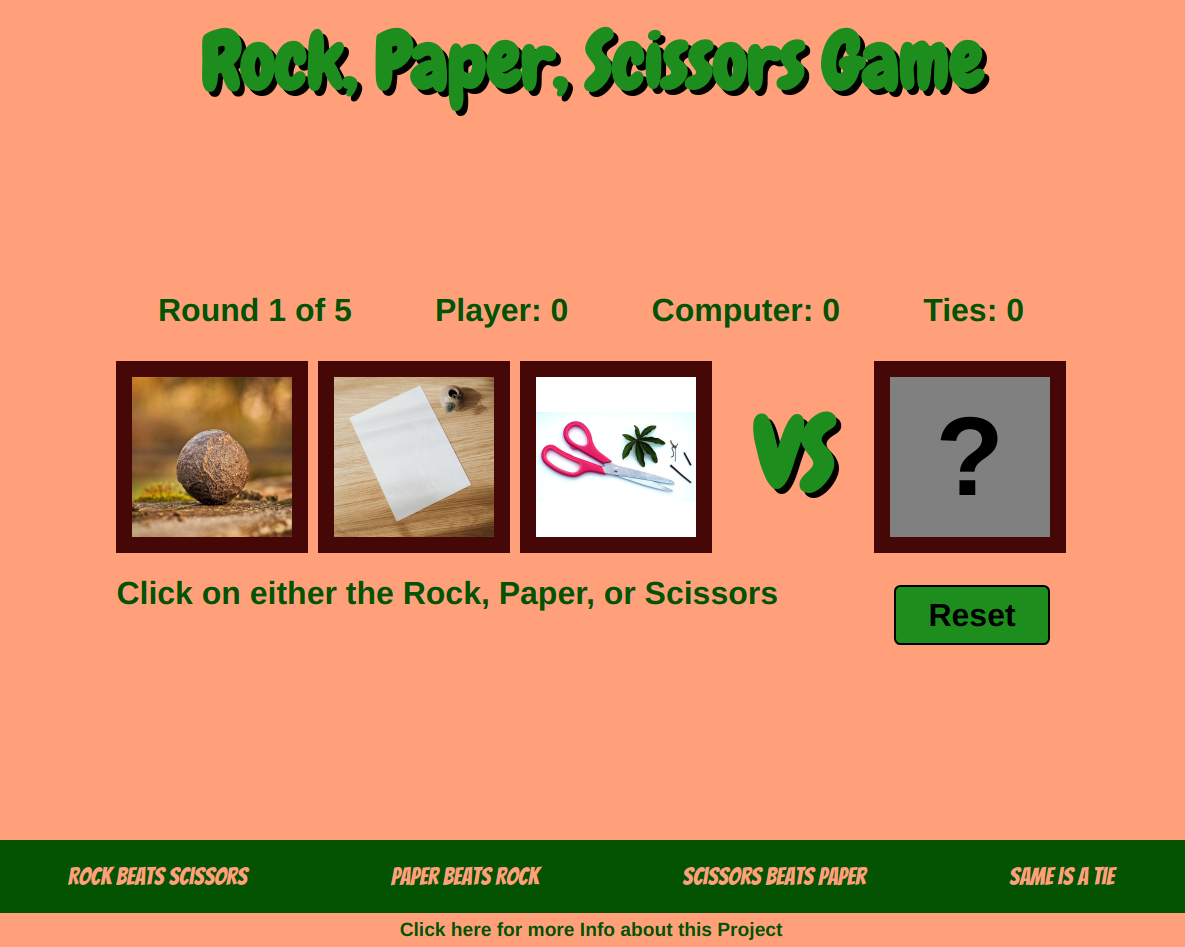 Rock, Paper, Scissors Game
Round 1 of 5 Player: 0 Computer: 0 Ties: 0
VS ?
Click on either the Rock, Paper, or Scissors
Reset
ROCK BEATS SCISSORS PAPER BEATS ROCK SCISSORS BEATS PAPER SAME IS A TIE
Click here for more Info about this Project